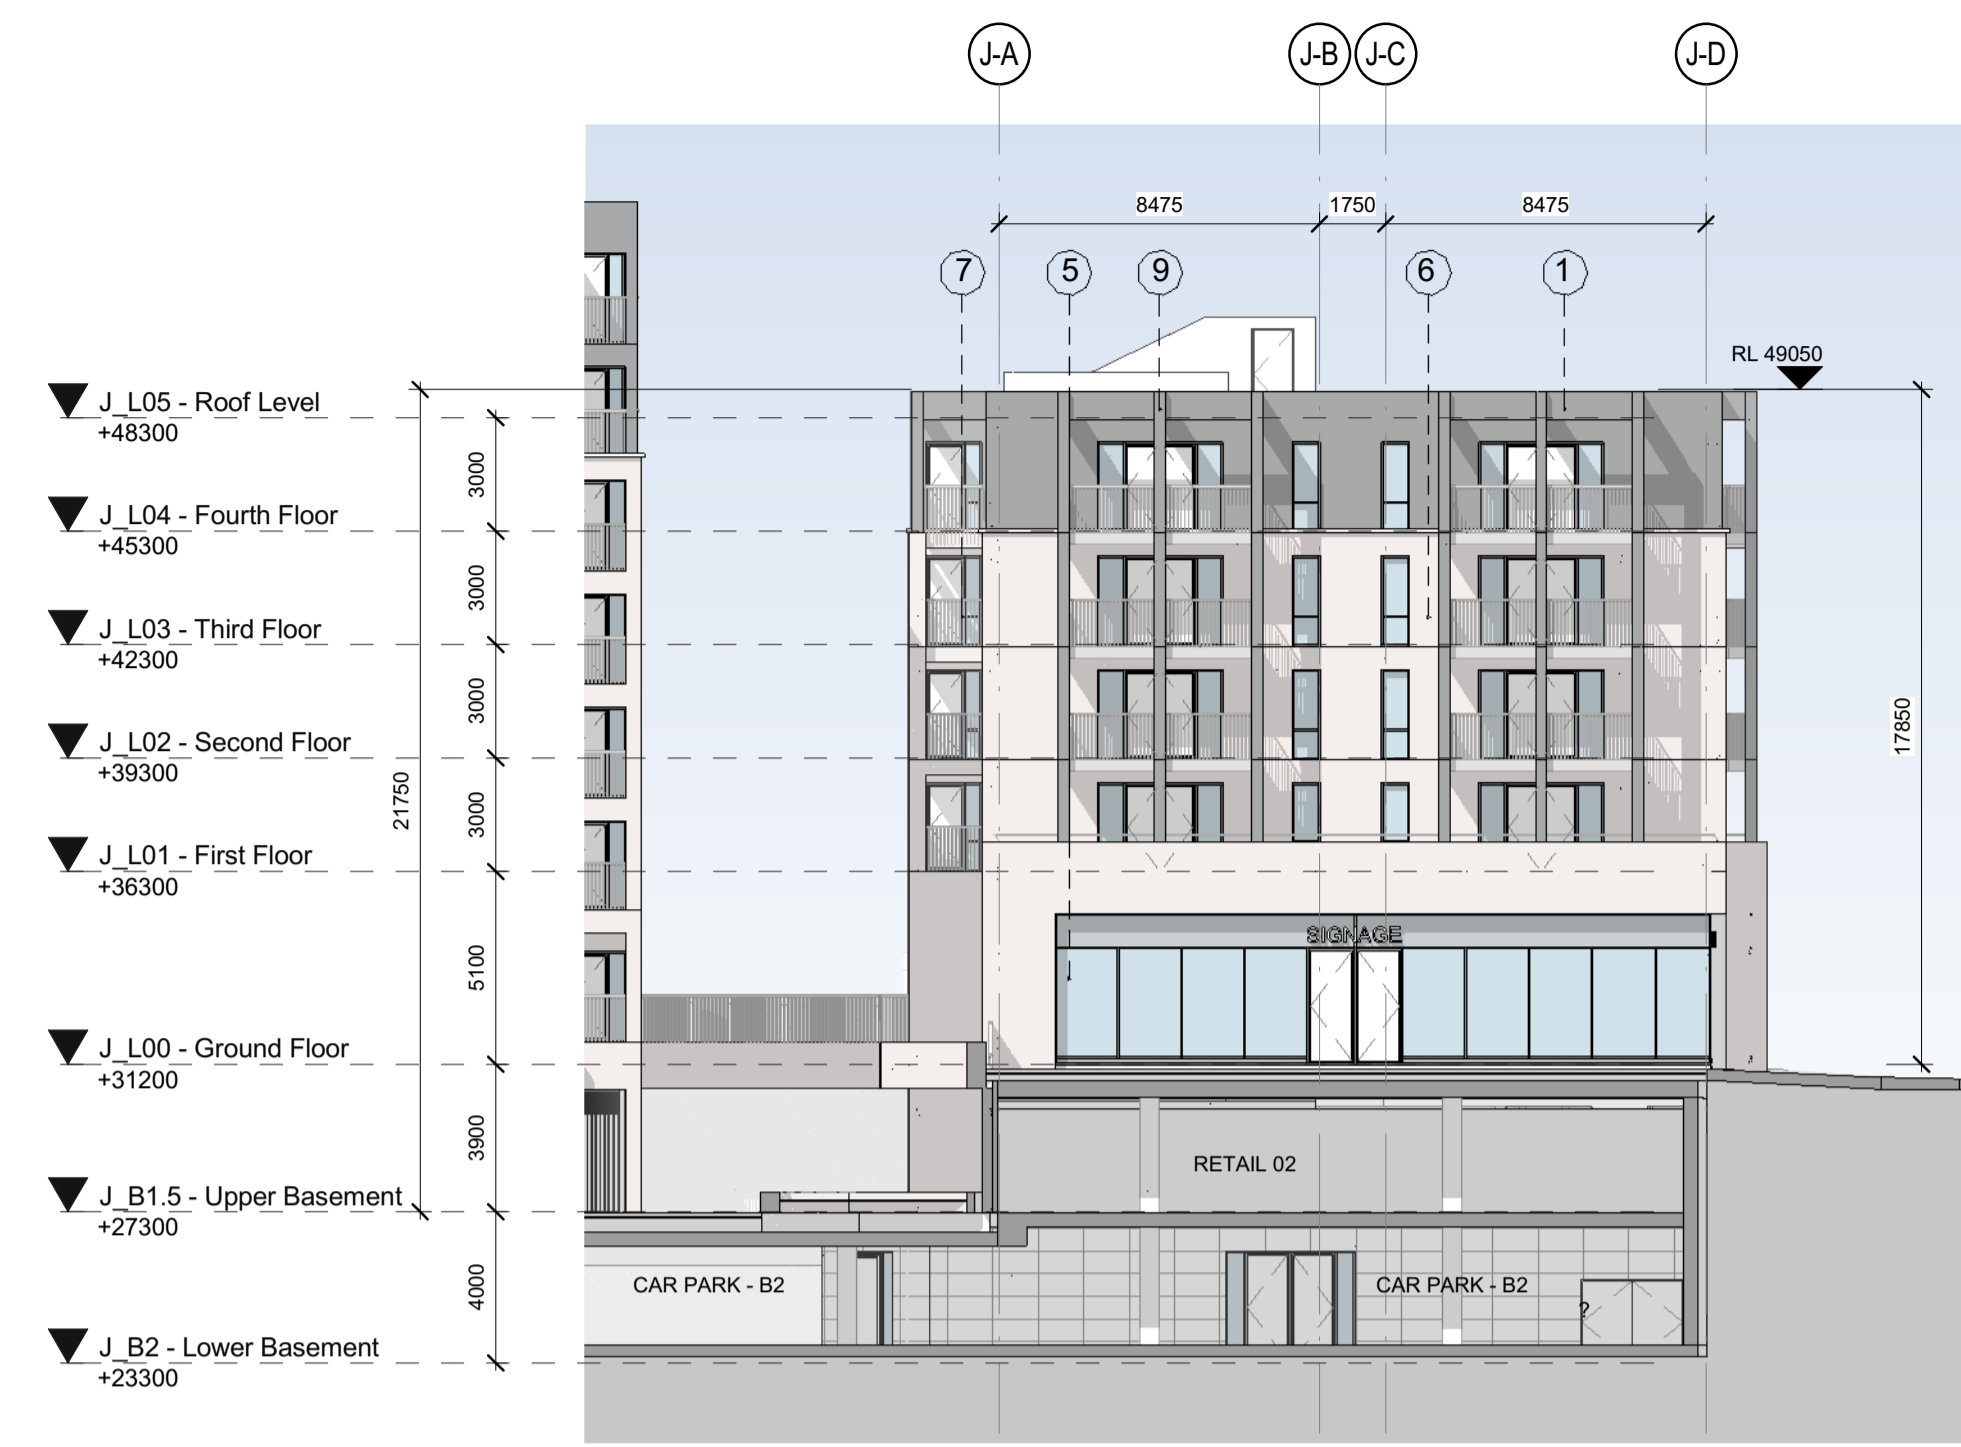 J-A
J-B
J-C
J-D
8475
1750
8475
7
5
9
6
1
RL 49050
J_L05 - Roof Level
+48300
3000
J_L04 - Fourth Floor
+45300
3000
J_L03 - Third Floor
+42300
3000
J_L02 - Second Floor
+39300
17850
21750
3000
J_L01 - First Floor
+36300
SIGNAGE
5100
J_L00 - Ground Floor
+31200
3900
RETAIL 02
J_B1.5 - Upper Basement
+27300
4000
CAR PARK - B2
CAR PARK - B2
?
J_B2 - Lower Basement
+23300